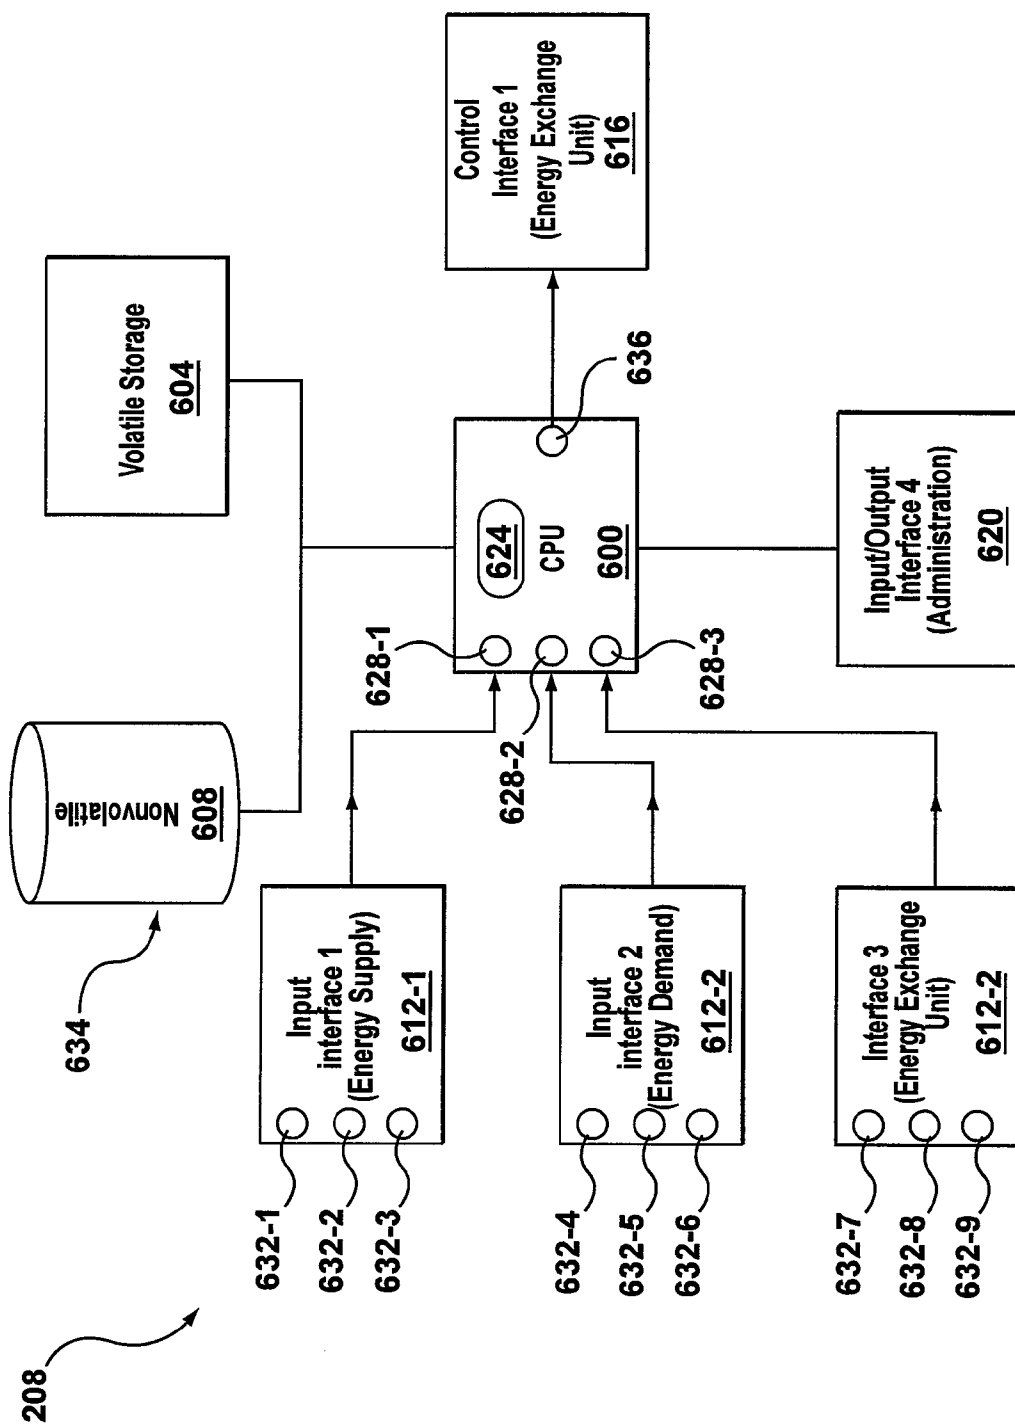 208
634
Nonvolatile
608
Volatile Storage
604
632-1
632-2
632-3
Input
interface 1
(Energy Supply)
612-1
632-4
632-5
632-6
Input
interface 2
(Energy Demand)
612-2
632-7
632-8
632-9
Interface 3
(Energy Exchange
Unit)
612-2
628-1
628-2
628-3
624
CPU
600
636
Control
Interface 1
(Energy Exchange
Unit)
616
Input/Output
Interface 4
(Administration)
620